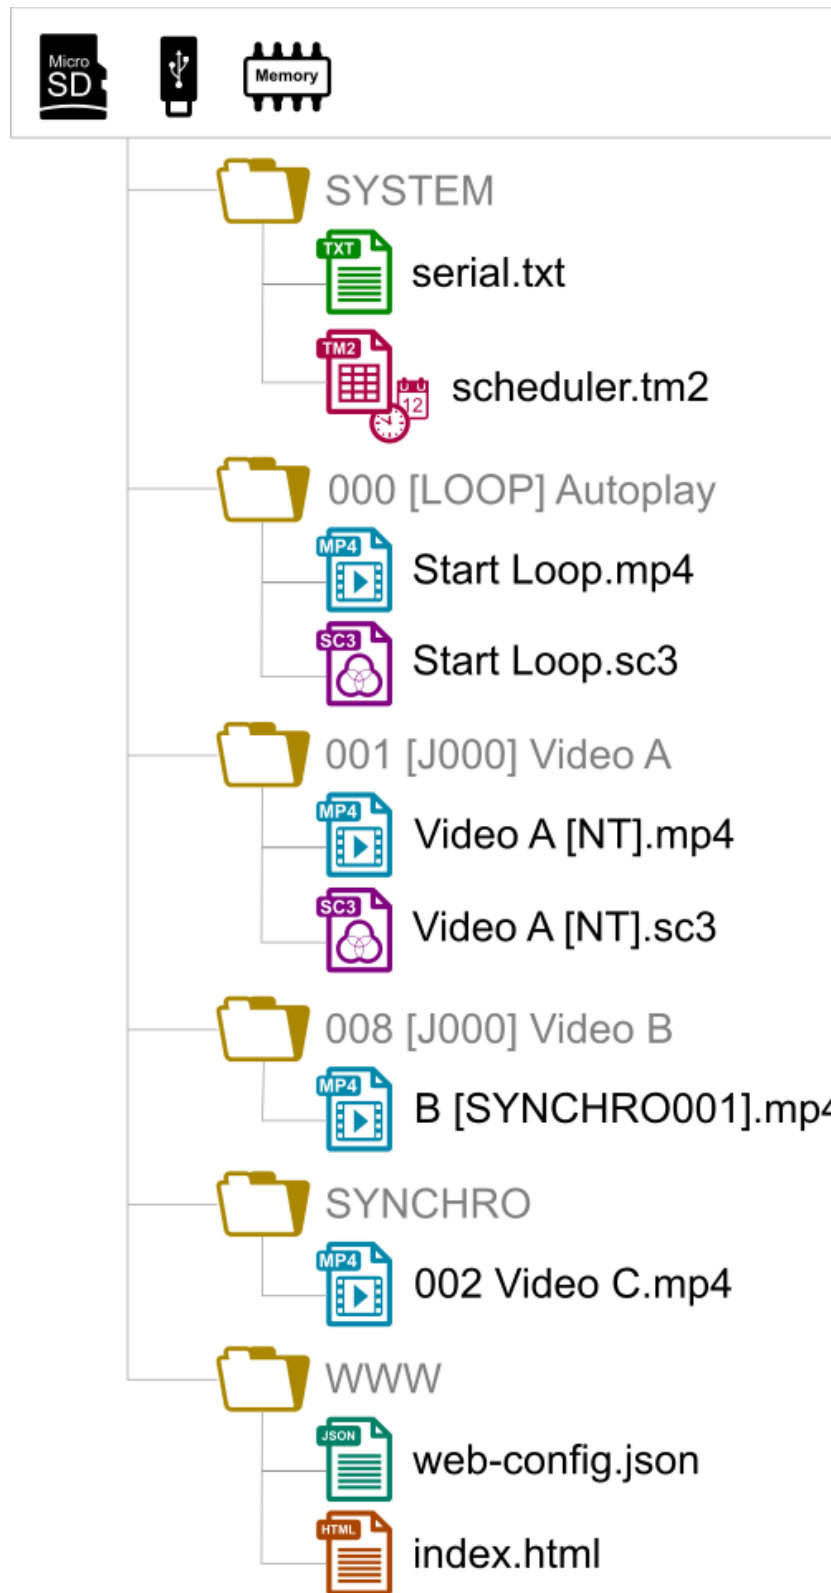 Micro
SD
Memory
SYSTEM
TXT
serial.txt
TM2
12
scheduler.tm2
000 [LOOP] Autoplay
MP4
Start Loop.mp4
SC3
Start Loop.sc3
001 [J000] Video A
MP4
Video A [NT].mp4
SC3
Video A [NT].sc3
008 [J000] Video B
MP4
B [SYNCHRO001].mp4
SYNCHRO
MP4
002 Video C.mp4
WWW
JSON
web-config.json
HTML
index.html